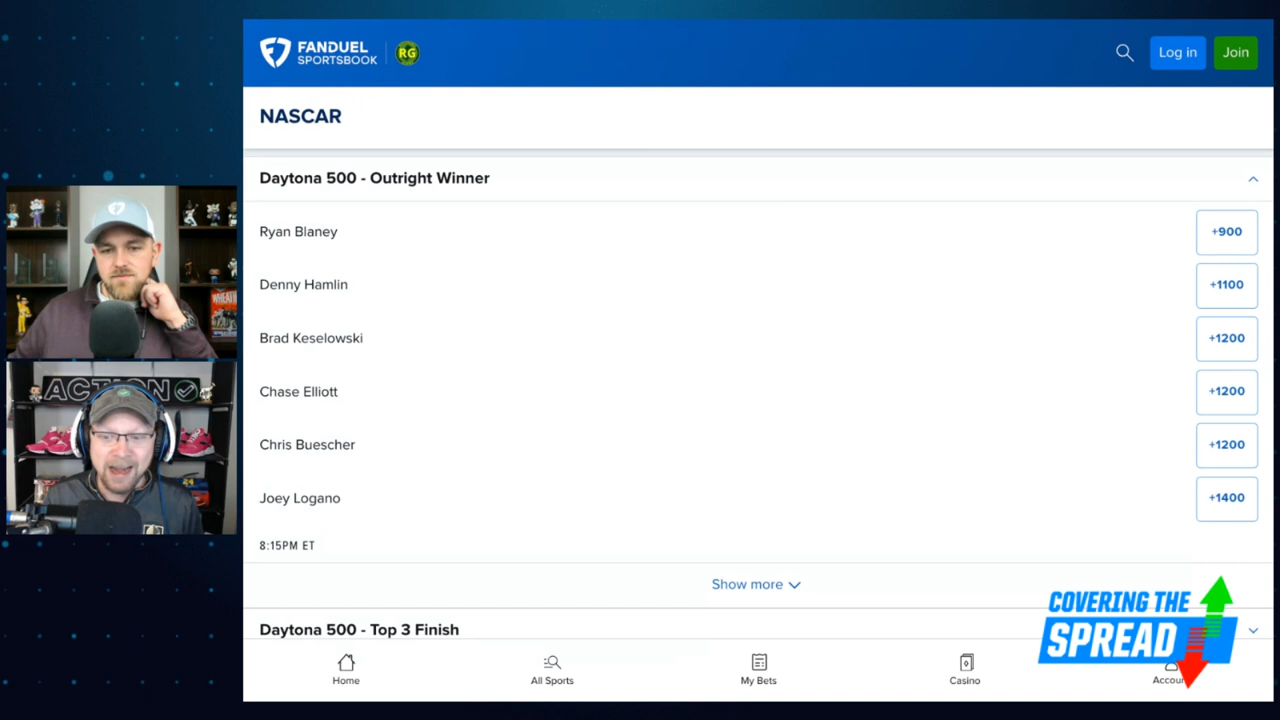 FANDUEL
SPORTSBOOK
RG
Log in
Join
NASCAR
Daytona 500 - Outright Winner
Ryan Blaney +900
Denny Hamlin +1100
Brad Keselowski +1200
Chase Elliott +1200
Chris Buescher +1200
Joey Logano +1400
8:15PM ET
Show more
Daytona 500 - Top 3 Finish
COVERING THE
SPREAD
Home
All Sports
My Bets
Casino
Accou
ACTION
WHEATIES